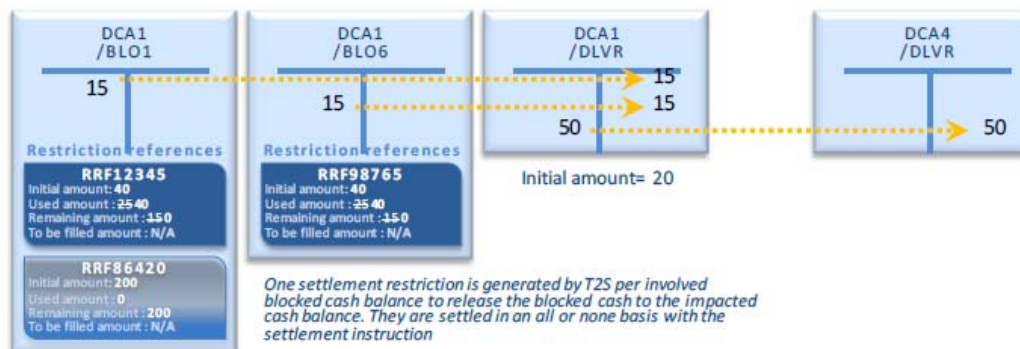 DCA1
/BLO1
15
Restriction references
RRF12345
Initial amount: 40
Used amount : 25 40
Remaining amount : 15 0
To be filled amount : N/A
RRF86420
Initial amount: 200
Used amount : 0
Remaining amount : 200
To be filled amount : N/A
DCA1
/BLO6
15
Restriction references
RRF98765
Initial amount: 40
Used amount : 25 40
Remaining amount : 15 0
To be filled amount : N/A
DCA1
/DLVR
15
15
50
Initial amount= 20
DCA4
/DLVR
50
One settlement restriction is generated by T2S per involved
blocked cash balance to release the blocked cash to the impacted
cash balance. They are settled in an all or none basis with the
settlement instruction